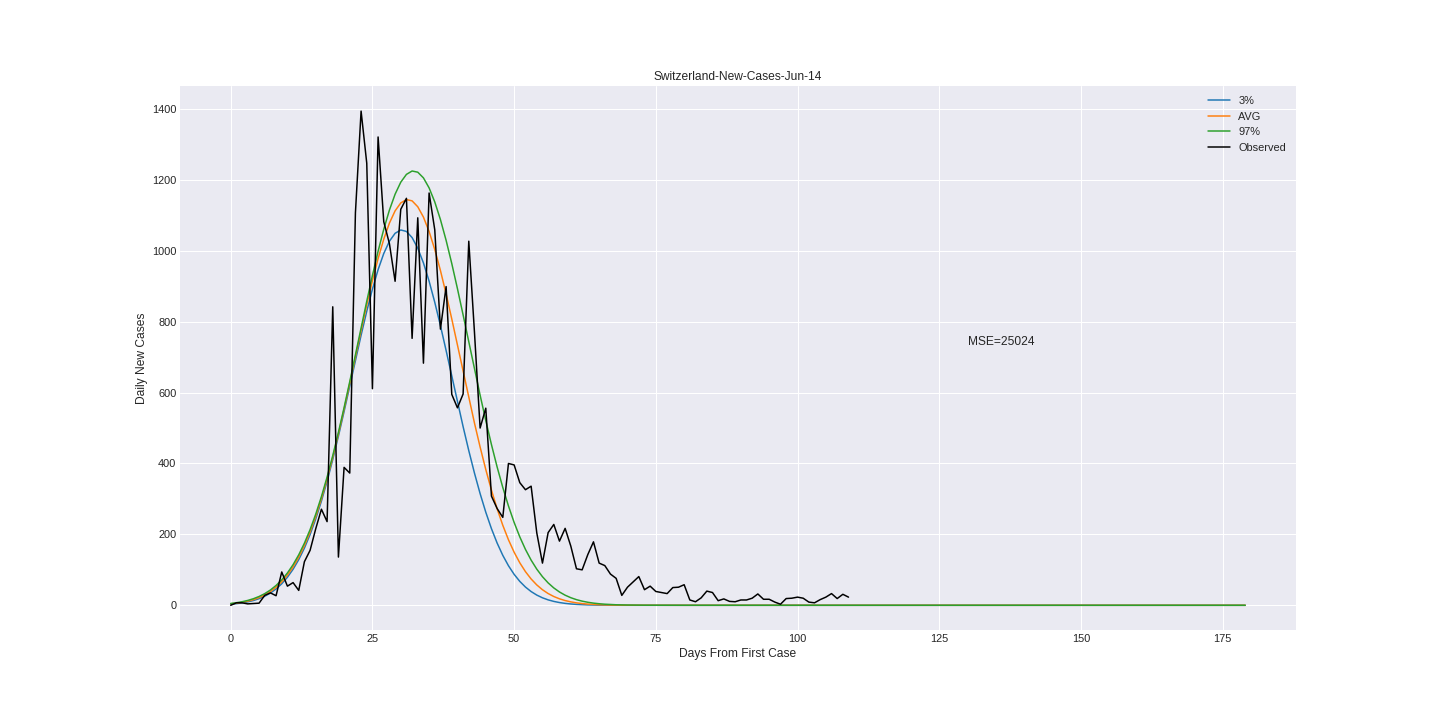 Switzerland-New-Cases-Jun-14
1400
1200
1000
800
600
400
200
0
Daily New Cases
3%
AVG
97%
Observed
MSE=25024
0 25 50 75 100 125 150 175
Days From First Case